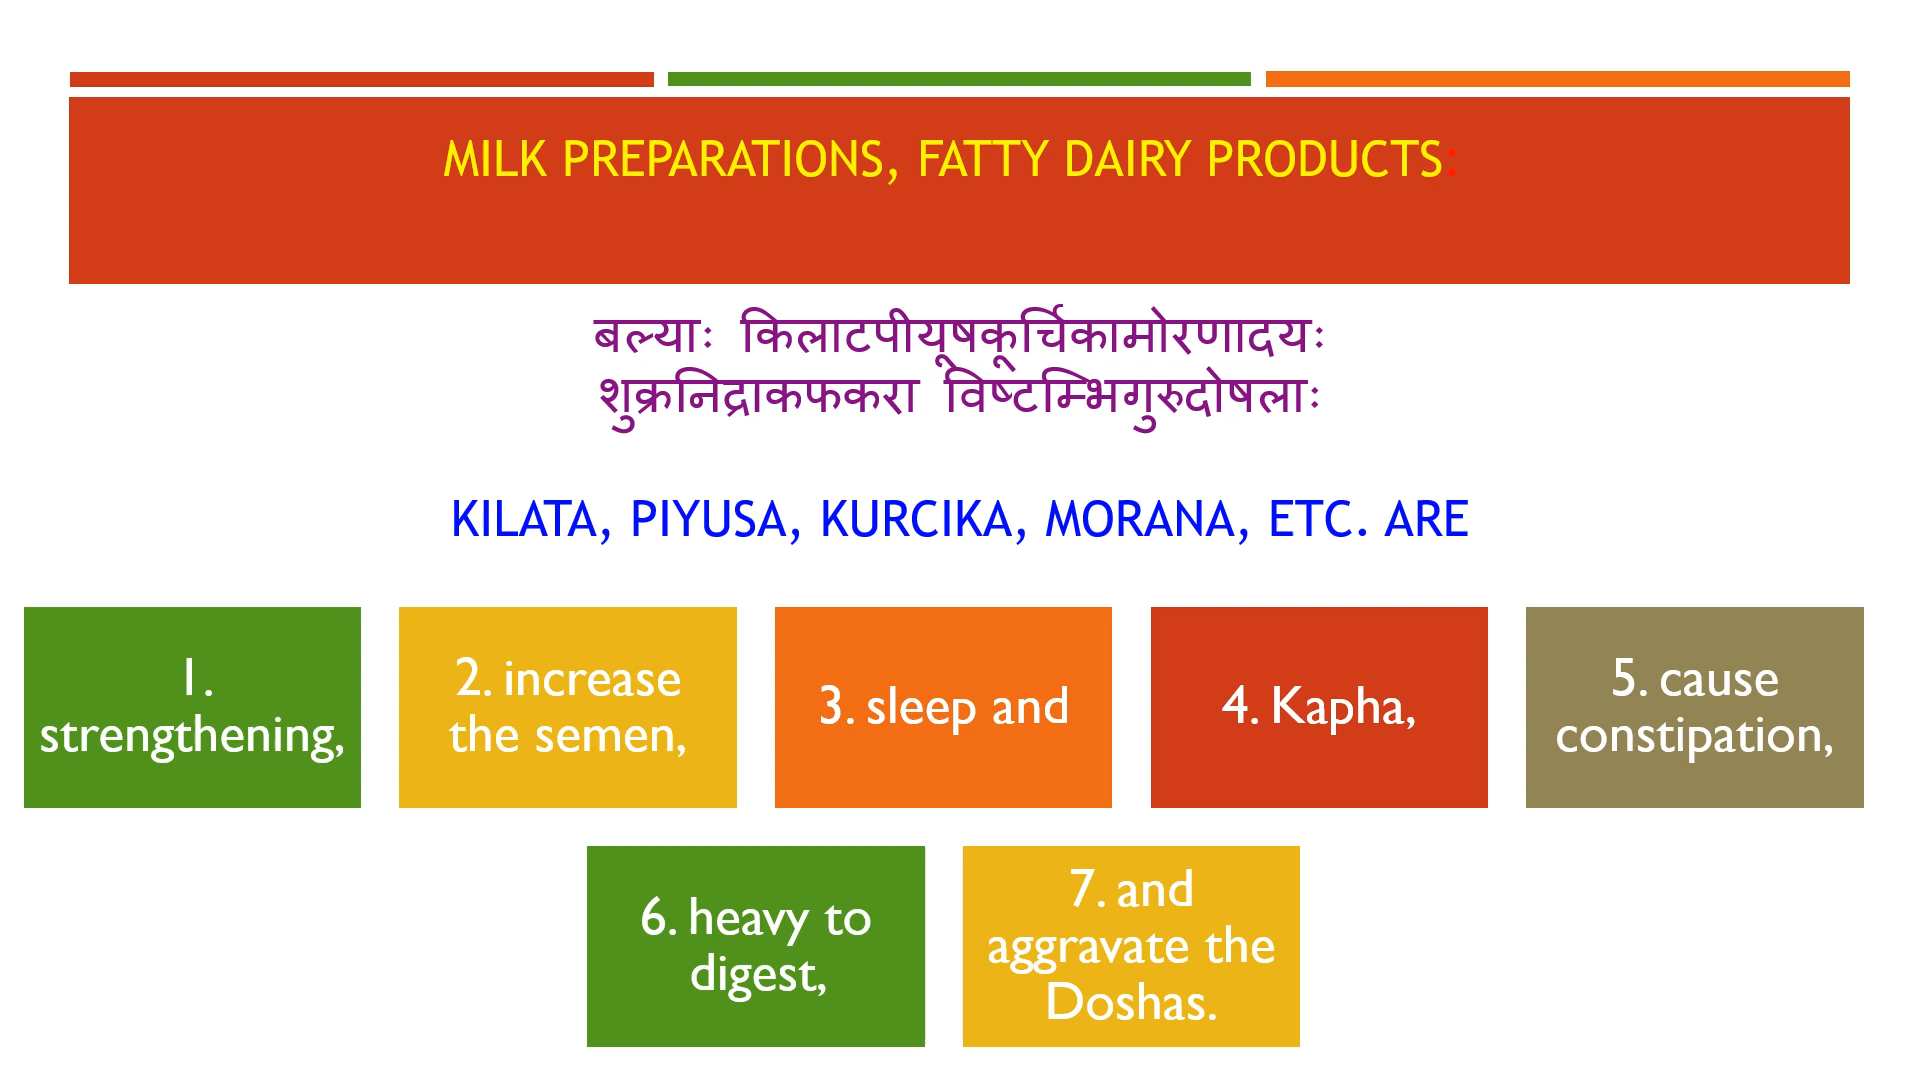 MILK PREPARATIONS, FATTY DAIRY PRODUCTS:
बल्याः किलाटपीयूषकूर्चिकामोरणादयः
शुक्रनिद्राकफकरा विष्टम्भिगुरुदोषलाः
KILATA, PIYUSA, KURCIKA, MORANA, ETC. ARE
1.
strengthening,
2. increase
the semen,
3. sleep and
4. Kapha,
5. cause
constipation,
6. heavy to
digest,
7. and
aggravate the
Doshas.